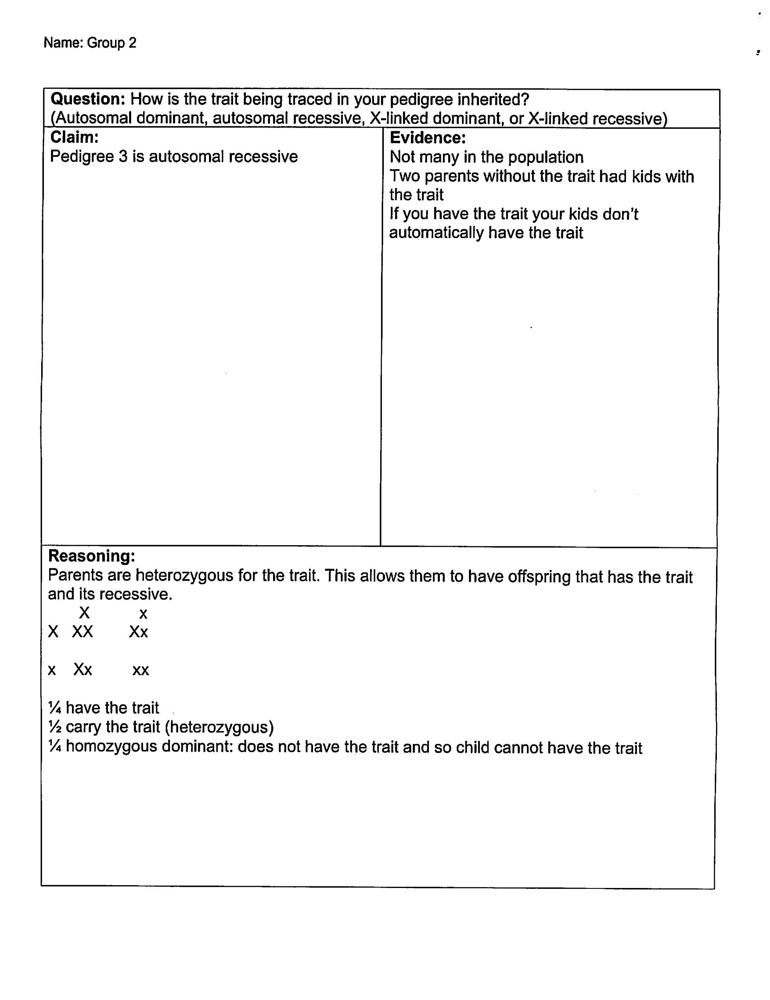 Name: Group 2
Question: How is the trait being traced in your pedigree inherited?
(Autosomal dominant, autosomal recessive, X-linked dominant, or X-linked recessive)
Claim:
Pedigree 3 is autosomal recessive
Evidence:
Not many in the population
Two parents without the trait had kids with
the trait
If you have the trait your kids don't
automatically have the trait
Reasoning:
Parents are heterozygous for the trait. This allows them to have offspring that has the trait
and its recessive.
X x
X XX Xx
x Xx xx
¼ have the trait
½ carry the trait (heterozygous)
¼ homozygous dominant: does not have the trait and so child cannot have the trait